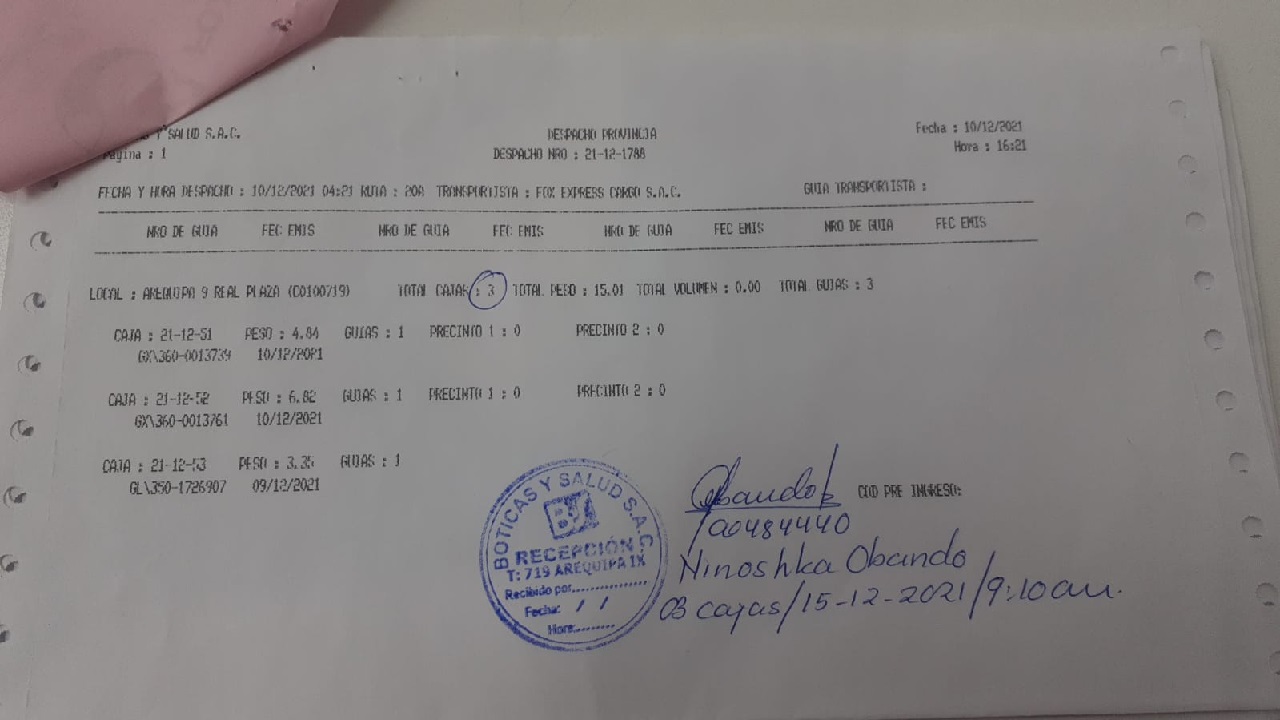 Y SALUD S.A.C. DESPACHO PROVINCIA Fecha : 10/12/2021
Pagina : 1 DESPACHO NRO : 21-12-1786 Hora : 16:21
FECHA Y HORA DESPACHO : 10/12/2021 04:21 RUTA : 20A TRANSPORTISTA : FOX EXPRESS CARGO S.A.C. GUIA TRANSPORTISTA :
NRO DE GUIA FEC EMIS NRO DE GUIA FEC EMIS NRO DE GUIA FEC EMIS NRO DE GUIA FEC EMIS
LOCAL : AREQUIPA 9 REAL PLAZA (C0100719) TOTAL CAJAS : 3 TOTAL PESO : 15.01 TOTAL VOLUMEN : 0.00 TOTAL GUIAS : 3
CAJA : 21-12-51 PESO : 4.84 GUIAS : 1 PRECINTO 1 : 0 PRECINTO 2 : 0
GX\360-0013739 10/12/2021
CAJA : 21-12-52 PESO : 6.82 GUIAS : 1 PRECINTO 1 : 0 PRECINTO 2 : 0
GX\360-0013761 10/12/2021
CAJA : 21-12-53 PESO : 3.35 GUIAS : 1
GL\350-1726907 09/12/2021
BOTICAS Y SALUD S.A.C.
RECEPCIÓN
T: 719 AREQUIPA IX
Recibido por................
Fecha: / /
Hora:.........
Obando COD PRE INGRESO:
Ninoshka Obando
03 cajas/15-12-2021/9:10am.